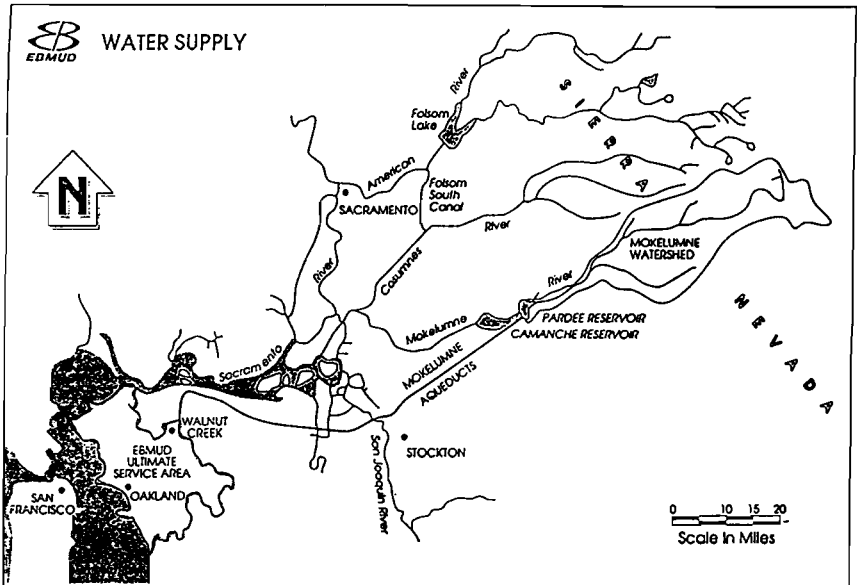 EBMUD
WATER SUPPLY
N
River
Folsom
Lake
SIERRA
American
Folsom
South
Canal
SACRAMENTO
River
River
Cosumnes
MOKELUMNE
WATERSHED
River
NEVADA
Mokelumne
PARDEE RESERVOIR
CAMANCHE RESERVOIR
Sacramento
MOKELUMNE
AQUEDUCTS
WALNUT
CREEK
EBMUD
ULTIMATE
SERVICE AREA
STOCKTON
San Joaquin River
OAKLAND
SAN
FRANCISCO
0 10 15 20
Scale in Miles